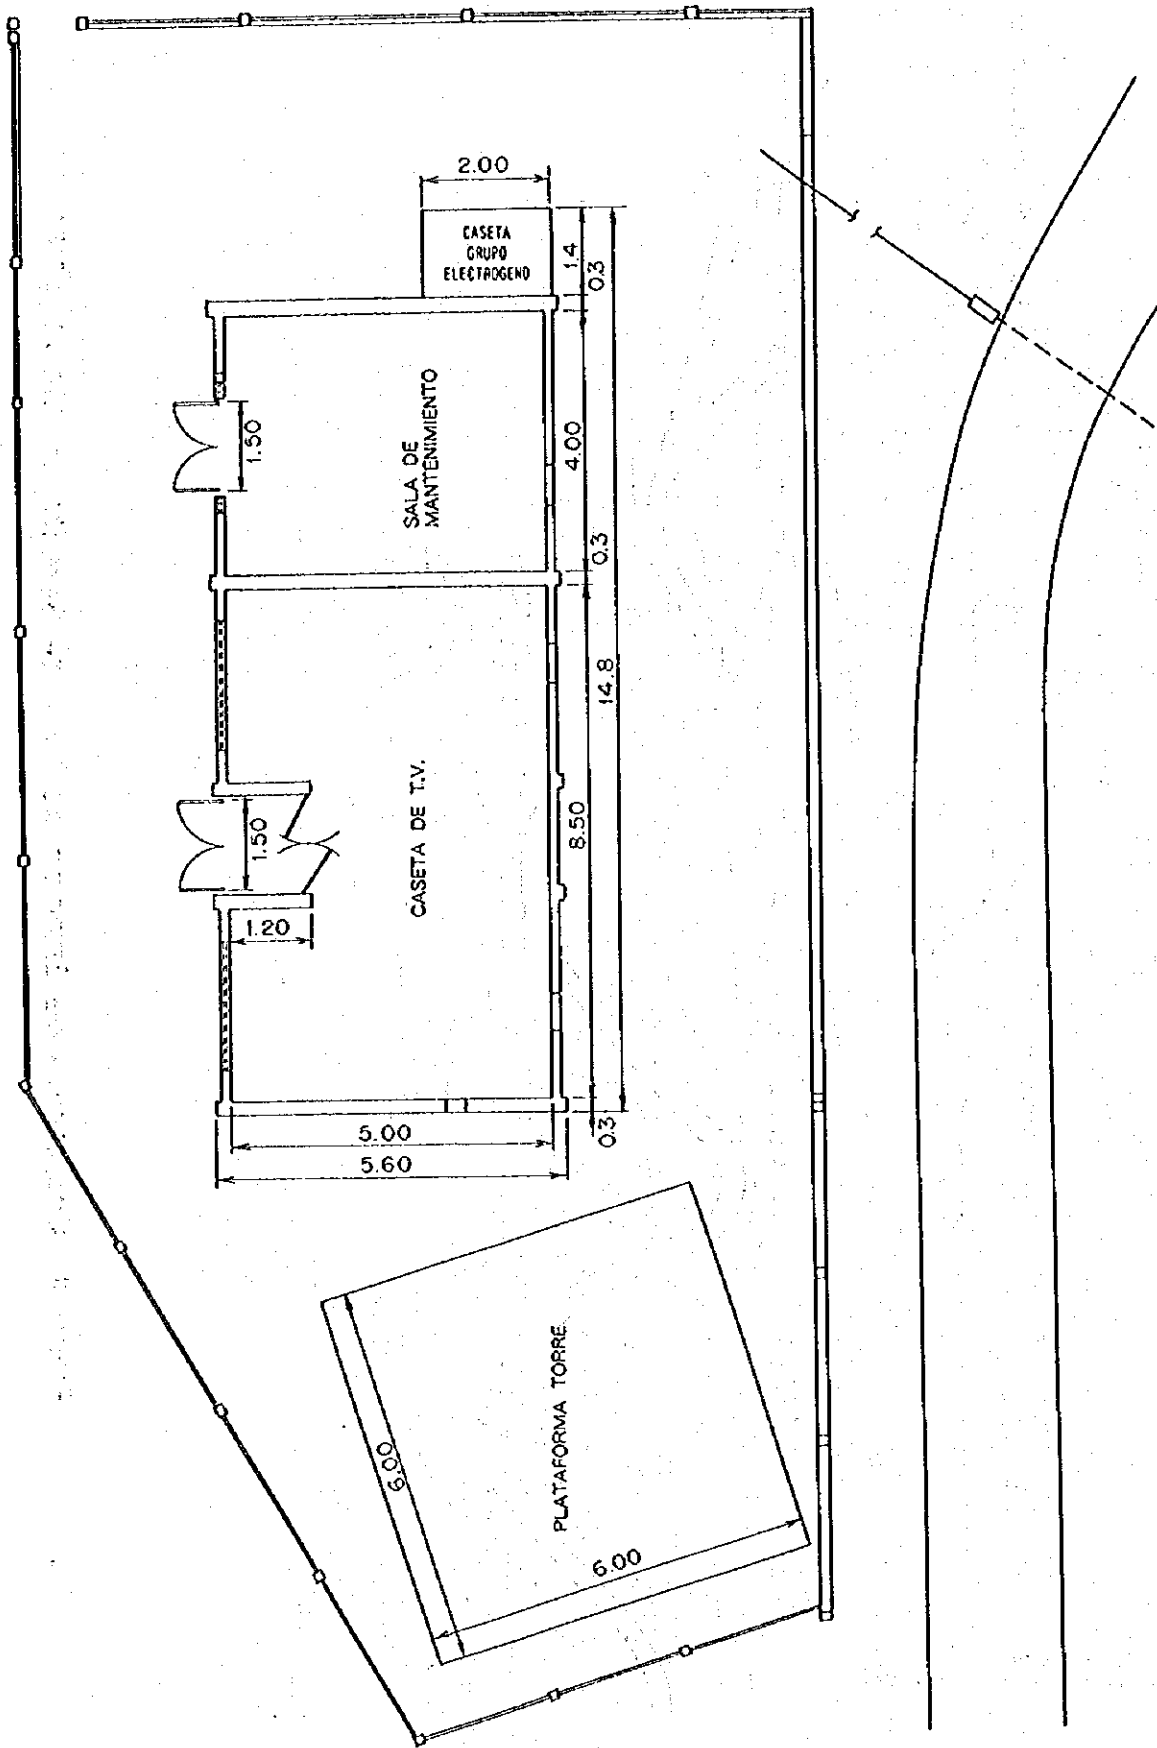 2.00
CASETA
GRUPO
ELECTROGENO
1.4
0.3
SALA DE
MANTENIMIENTO
1.50
4.00
0.3
14.8
CASETA DE T.V.
1.50
8.50
1.20
5.00
5.60
0.3
PLATAFORMA TORRE
6.00
6.00